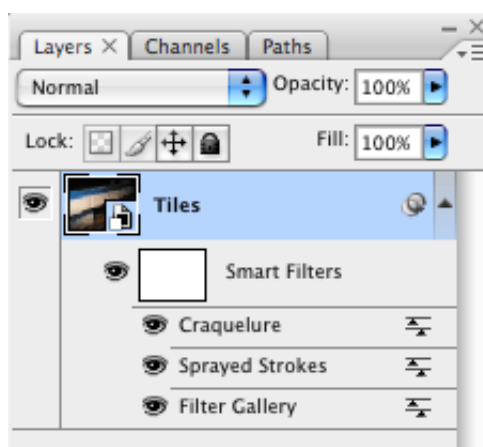 Layers × Channels Paths
Normal Opacity: 100%
Lock: Fill: 100%
Tiles
Smart Filters
Craquelure
Sprayed Strokes
Filter Gallery